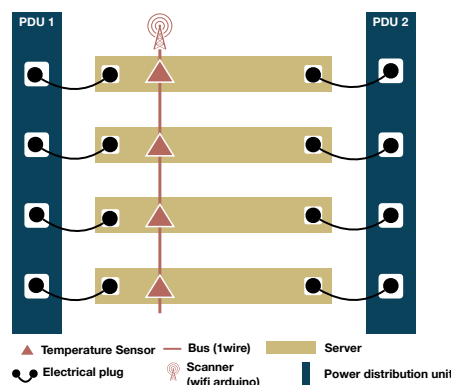 PDU 1
PDU 2
Temperature Sensor
Bus (1wire)
Server
Electrical plug
Scanner
(wifi arduino)
Power distribution unit